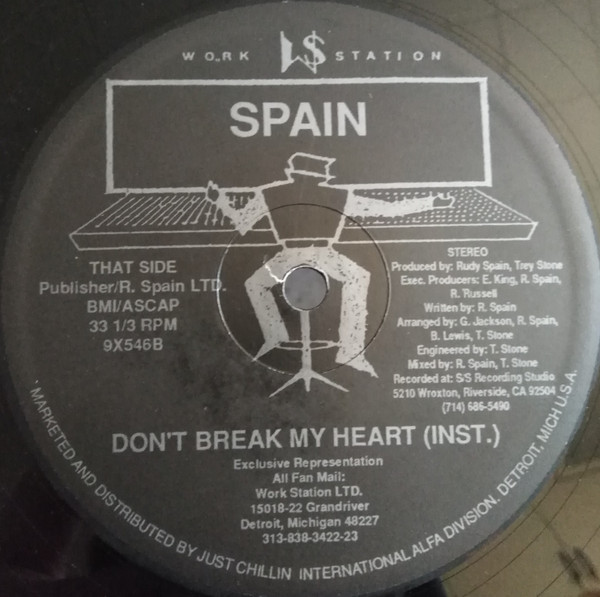 WORK STATION
SPAIN
THAT SIDE
Publisher/R. Spain LTD.
BMI/ASCAP
33 1/3 RPM
9X546B
STEREO
Produced by: Rudy Spain, Trey Stone
Exec. Producers: E. King, R. Spain,
R. Russell
Written by: R. Spain
Arranged by: G. Jackson, R. Spain,
B. Lewis, T. Stone
Engineered by: T. Stone
Mixed by: R. Spain, T. Stone
Recorded at: S/S Recording Studio
5210 Wroxton, Riverside, CA 92504
(714) 686-5490
DON'T BREAK MY HEART (INST.)
Exclusive Representation
All Fan Mail:
Work Station LTD.
15018-22 Grandriver
Detroit, Michigan 48227
313-838-3422-23
MARKETED AND DISTRIBUTED BY JUST CHILLIN INTERNATIONAL ALFA DIVISION. DETROIT, MICH U.S.A.